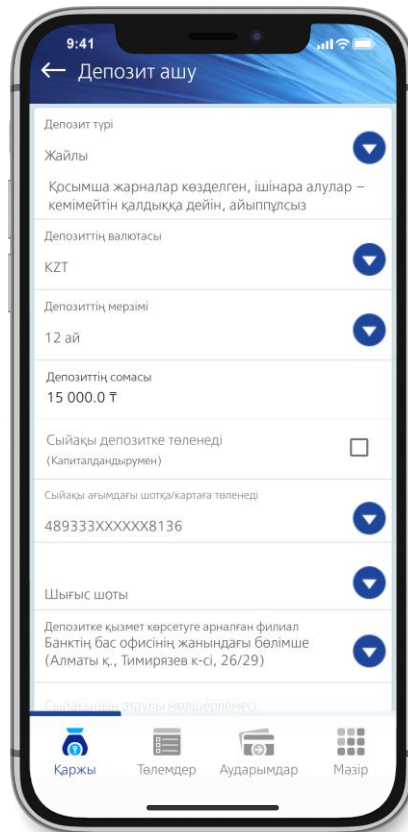 9:41
← Депозит ашу
Депозит түрі
Жайлы
Қосымша жарналар көзделген, ішінара алулар –
кемімейтін қалдыққа дейін, айыппұлсыз
Депозиттің валютасы
KZT
Депозиттің мерзімі
12 ай
Депозиттің сомасы
15 000.0 ₸
Сыйақы депозитке төленеді
(Капиталдандырумен)
Сыйақы ағымдағы шотқа/картаға төленеді
489333XXXXXX8136
Шығыс шоты
Депозитке қызмет көрсетуге арналған филиал
Банктің бас офисінің жанындағы бөлімше
(Алматы қ., Тимирязев к-сі, 26/29)
Сыйақының атаулы мөлшерлемесі
Қаржы Төлемдер Аударымдар Мәзір